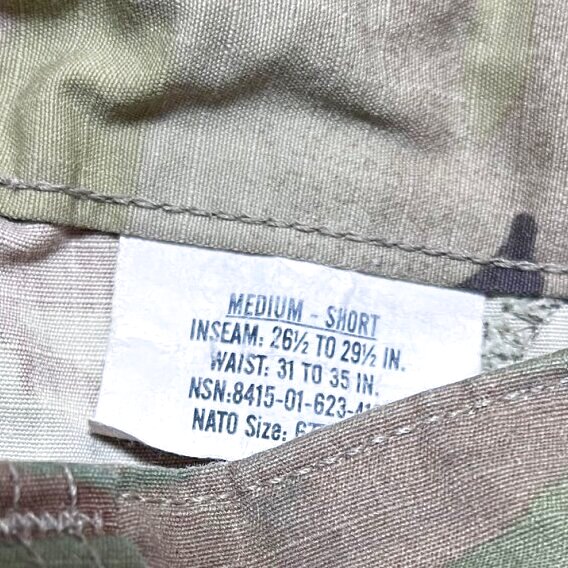 MEDIUM - SHORT
INSEAM: 26½ TO 29½ IN.
WAIST: 31 TO 35 IN.
NSN:8415-01-623-41
NATO Size: